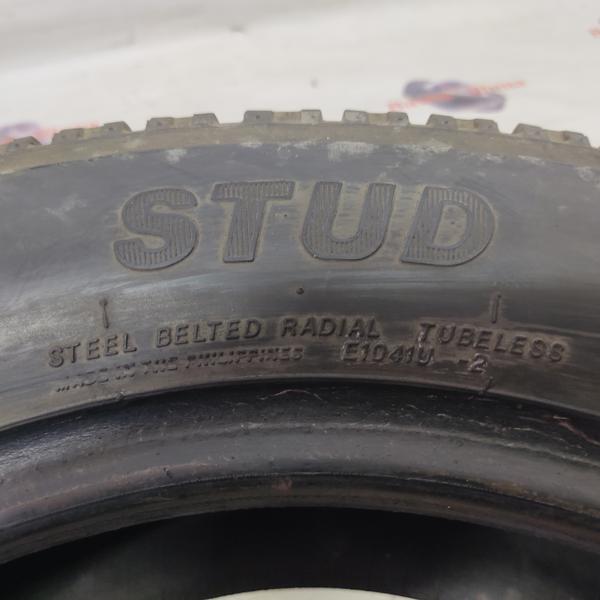 STUD
STEEL BELTED RADIAL TUBELESS
MADE IN THE PHILIPPINES E1041U -2